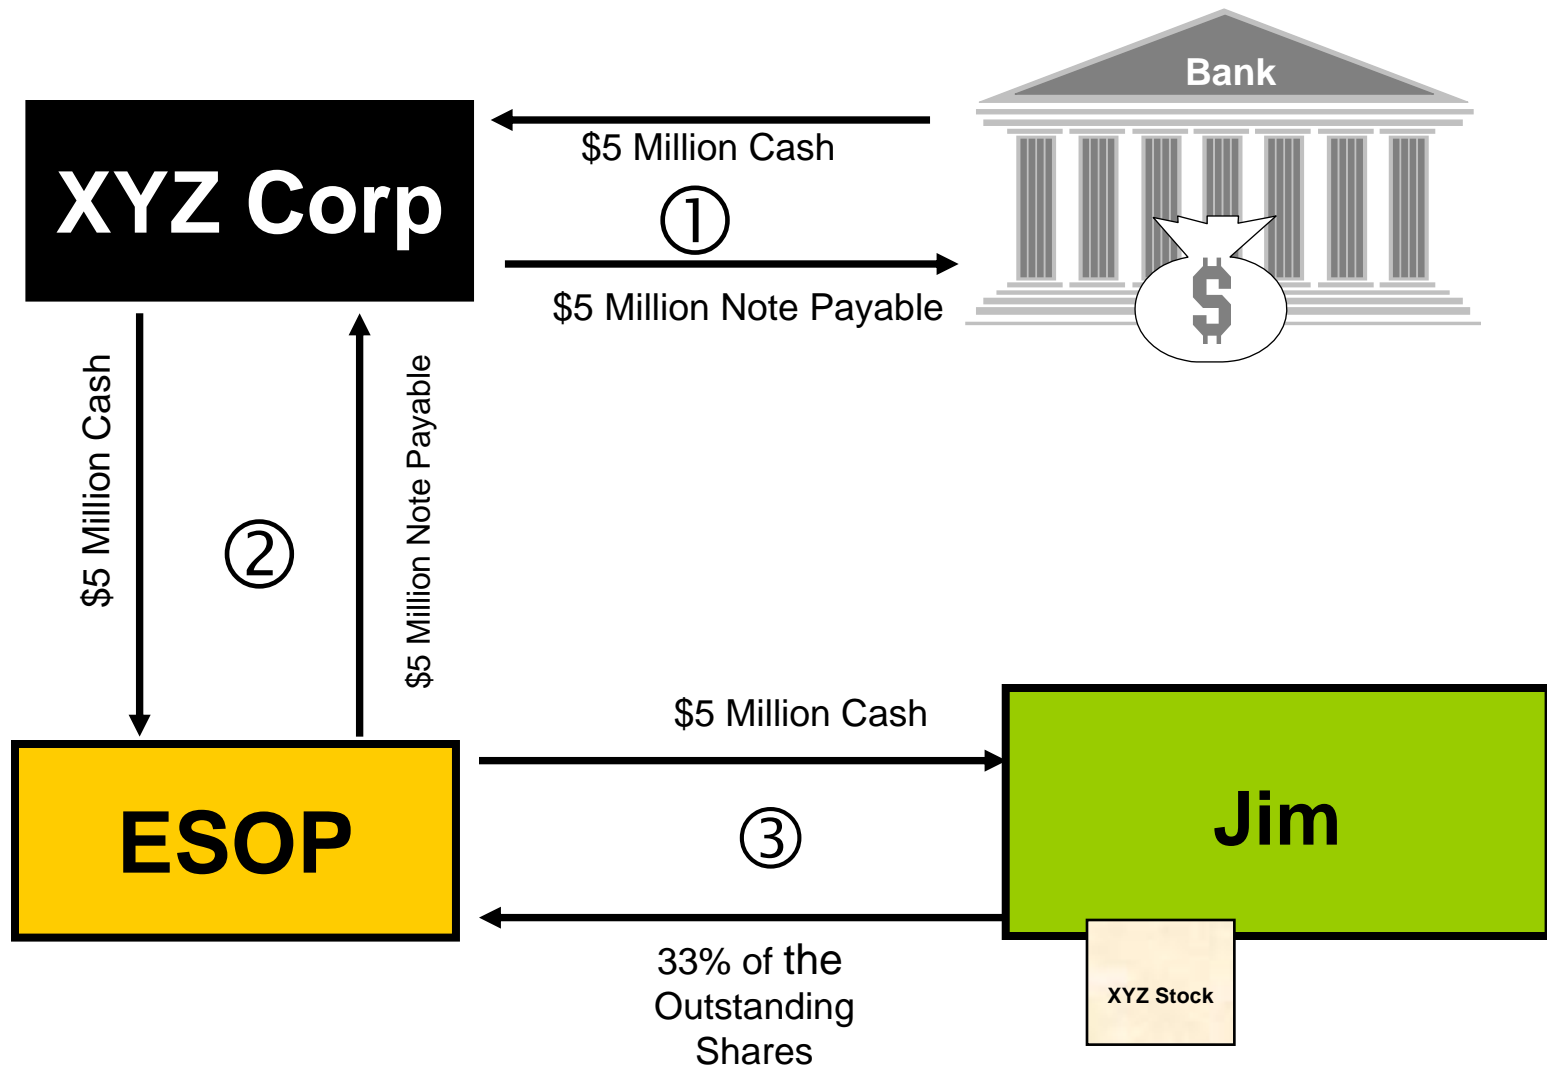 Bank
$5 Million Cash
XYZ Corp
①
$5 Million Note Payable
$
$5 Million Cash
$5 Million Note Payable
②
$5 Million Cash
ESOP
③
Jim
33% of the
Outstanding
Shares
XYZ Stock